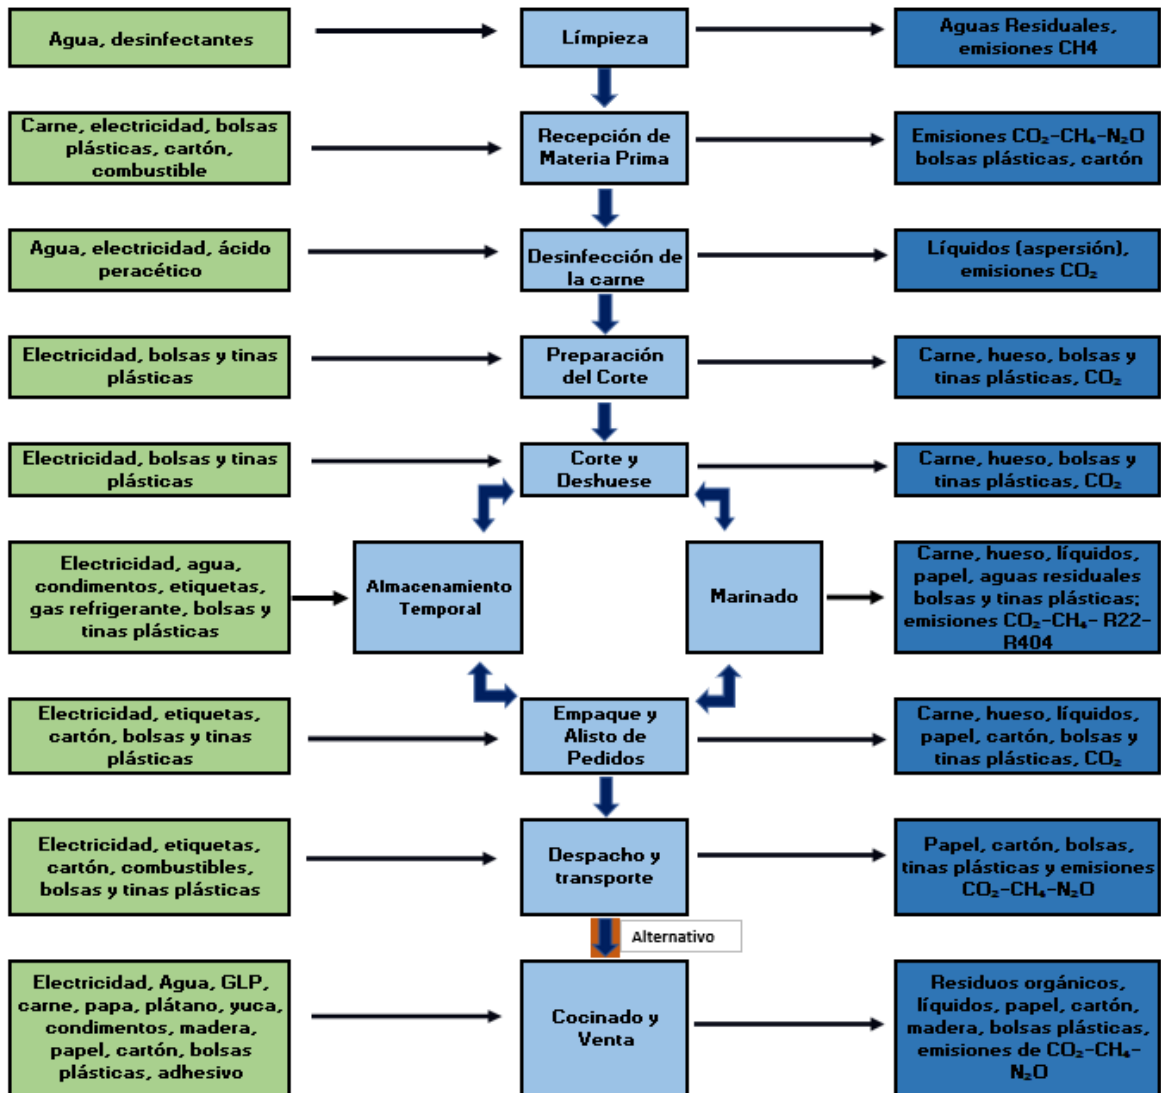 Agua, desinfectantes
Límpieza
Aguas Residuales,
emisiones CH4
Carne, electricidad, bolsas
plásticas, cartón,
combustible
Recepción de
Materia Prima
Emisiones CO₂-CH₄-N₂O
bolsas plásticas, cartón
Agua, electricidad, ácido
peracético
Desinfección de
la carne
Líquidos (aspersión),
emisiones CO₂
Electricidad, bolsas y tinas
plásticas
Preparación
del Corte
Carne, hueso, bolsas y
tinas plásticas, CO₂
Electricidad, bolsas y tinas
plásticas
Corte y
Deshuese
Carne, hueso, bolsas y
tinas plásticas, CO₂
Electricidad, agua,
condimentos, etiquetas,
gas refrigerante, bolsas y
tinas plásticas
Almacenamiento
Temporal
Marinado
Carne, hueso, líquidos,
papel, aguas residuales
bolsas y tinas plásticas;
emisiones CO₂-CH₄- R22-
R404
Electricidad, etiquetas,
cartón, bolsas y tinas
plásticas
Empaque y
Alisto de
Pedidos
Carne, hueso, líquidos,
papel, cartón, bolsas y
tinas plásticas, CO₂
Electricidad, etiquetas,
cartón, combustibles,
bolsas y tinas plásticas
Despacho y
transporte
Papel, cartón, bolsas,
tinas plásticas y emisiones
CO₂-CH₄-N₂O
Alternativo
Electricidad, Agua, GLP,
carne, papa, plátano, yuca,
condimentos, madera,
papel, cartón, bolsas
plásticas, adhesivo
Cocinado y
Venta
Residuos orgánicos,
líquidos, papel, cartón,
madera, bolsas plásticas,
emisiones de CO₂-CH₄-
N₂O